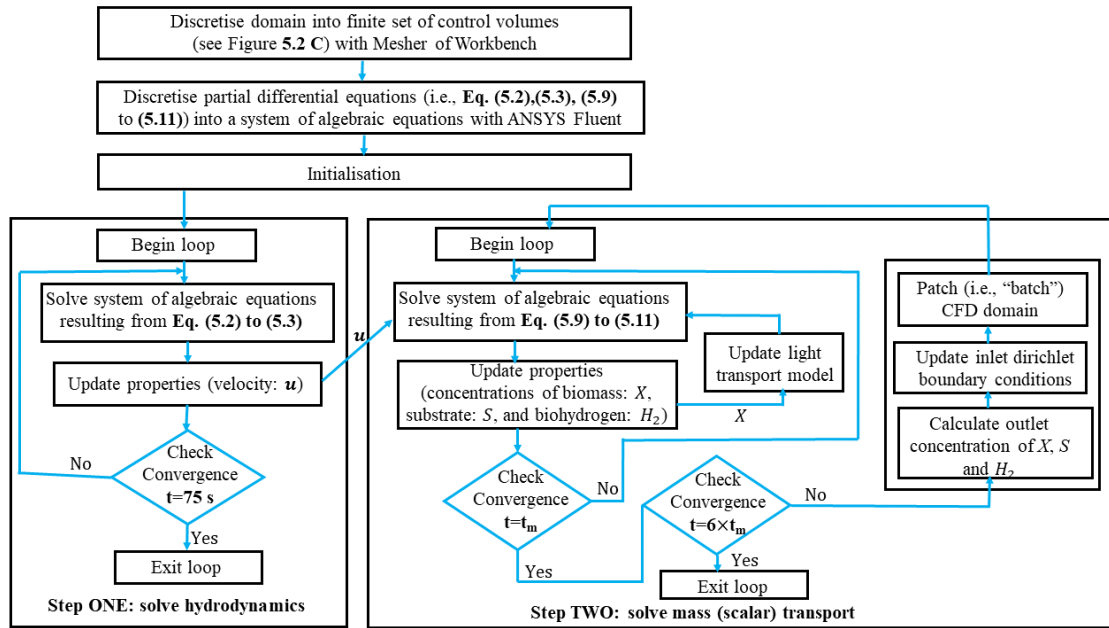 Discretise domain into finite set of control volumes
(see Figure 5.2 C) with Mesher of Workbench
Discretise partial differential equations (i.e., Eq. (5.2),(5.3), (5.9)
to (5.11)) into a system of algebraic equations with ANSYS Fluent
Initialisation
Begin loop
Solve system of algebraic equations
resulting from Eq. (5.2) to (5.3)
Update properties (velocity: u)
No
Check
Convergence
t=75 s
Yes
Exit loop
Step ONE: solve hydrodynamics
u
Begin loop
Solve system of algebraic equations
resulting from Eq. (5.9) to (5.11)
Update properties
(concentrations of biomass: X,
substrate: S, and biohydrogen: H₂)
X
Update light
transport model
Check
Convergence
t=tₘ
No
Yes
Check
Convergence
t=6×tₘ
No
Yes
Exit loop
Patch (i.e., “batch”)
CFD domain
Update inlet dirichlet
boundary conditions
Calculate outlet
concentration of X, S
and H₂
Step TWO: solve mass (scalar) transport